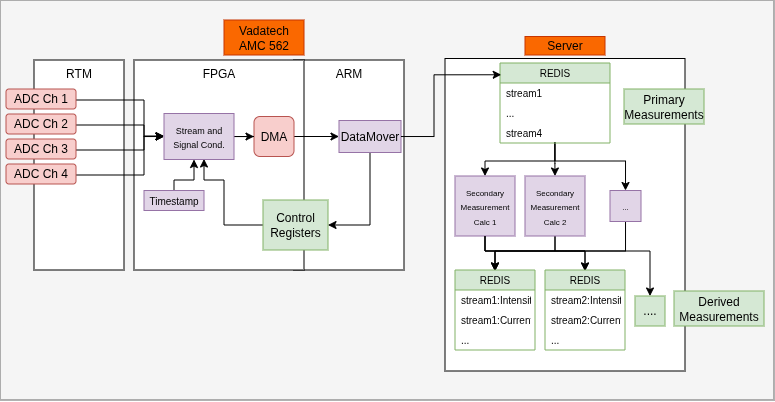 Vadatech
AMC 562
Server
RTM
FPGA
ARM
ADC Ch 1
ADC Ch 2
ADC Ch 3
ADC Ch 4
Stream and
Signal Cond.
DMA
DataMover
Timestamp
Control
Registers
REDIS
stream1
...
stream4
Primary
Measurements
Secondary
Measurement
Calc 1
Secondary
Measurement
Calc 2
...
REDIS
stream1:Intensit
stream1:Curren
...
REDIS
stream2:Intensit
stream2:Curren
...
....
Derived
Measurements